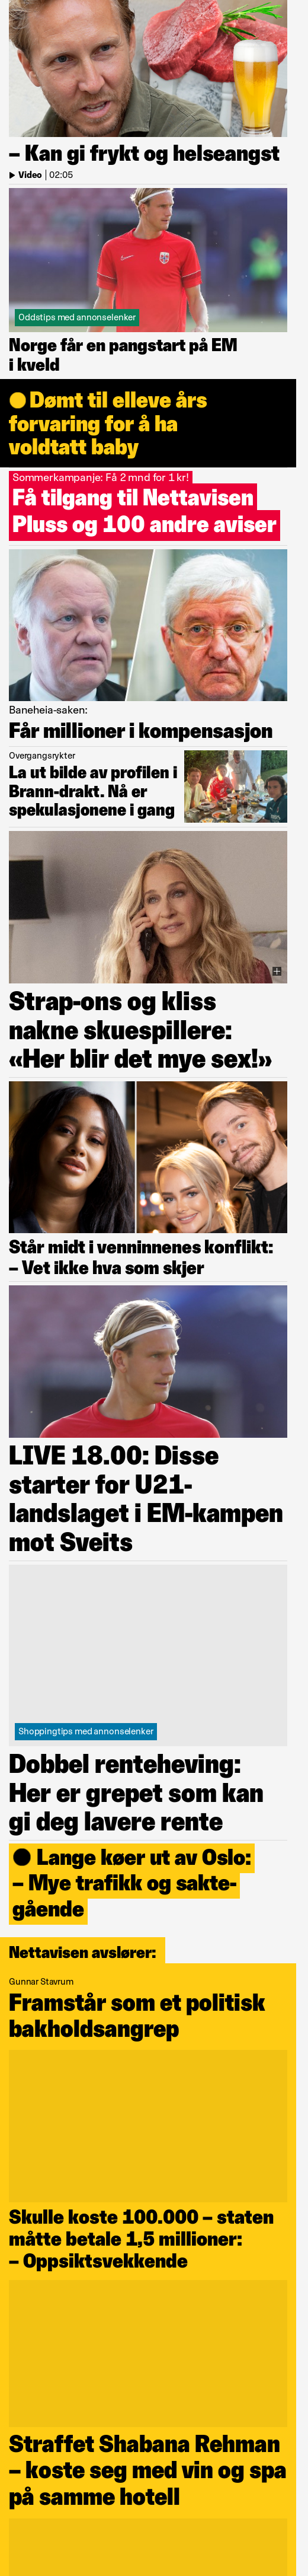 – Kan gi frykt og helseangst
Video | 02:05
Oddstips med annonselenker
Norge får en pangstart på EM
i kveld
Dømt til elleve års
forvaring for å ha
voldtatt baby
Sommerkampanje: Få 2 mnd for 1 kr!
Få tilgang til Nettavisen
Pluss og 100 andre aviser
Baneheia-saken:
Får millioner i kompensasjon
Overgangsrykter
La ut bilde av profilen i
Brann-drakt. Nå er
spekulasjonene i gang
Strap-ons og kliss
nakne skuespillere:
«Her blir det mye sex!»
Står midt i venninnenes konflikt:
– Vet ikke hva som skjer
LIVE 18.00: Disse
starter for U21-
landslaget i EM-kampen
mot Sveits
Shoppingtips med annonselenker
Dobbel renteheving:
Her er grepet som kan
gi deg lavere rente
Lange køer ut av Oslo:
– Mye trafikk og sakte-
gående
Nettavisen avslører:
Gunnar Stavrum
Framstår som et politisk
bakholdsangrep
Skulle koste 100.000 – staten
måtte betale 1,5 millioner:
– Oppsiktsvekkende
Straffet Shabana Rehman
– koste seg med vin og spa
på samme hotell